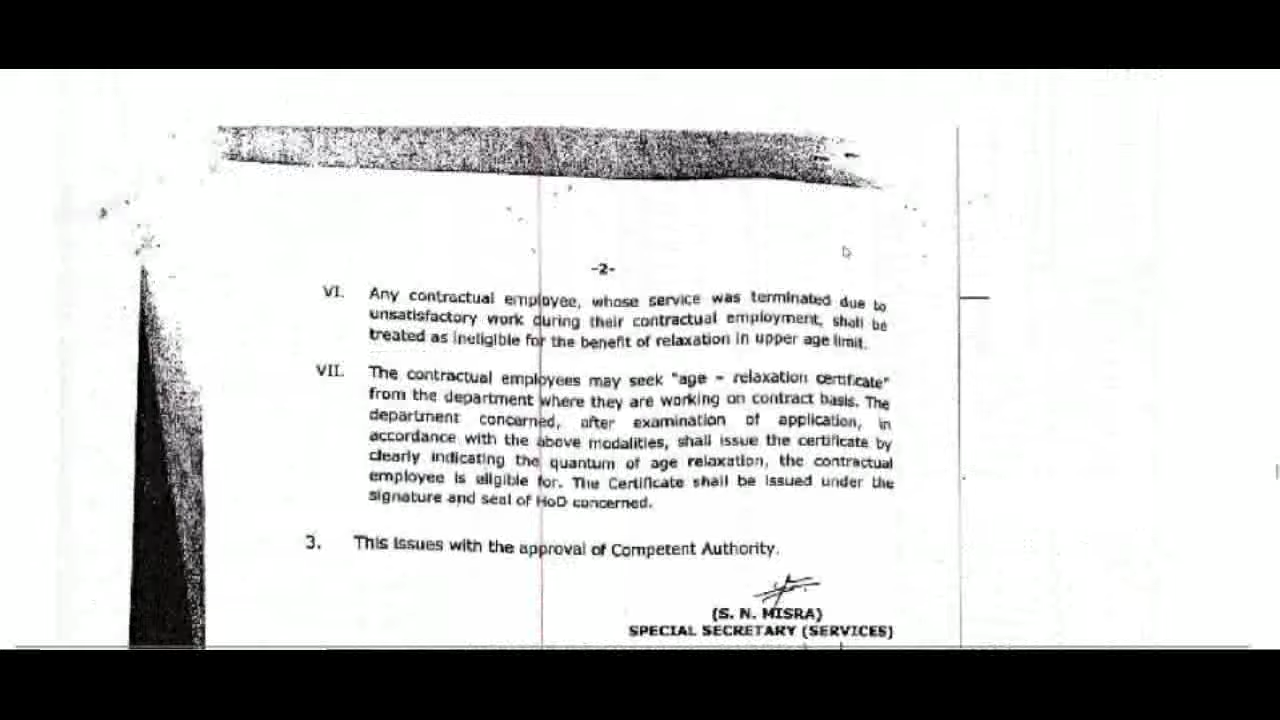 -2-
VI. Any contractual employee, whose service was terminated due to
unsatisfactory work during their contractual employment, shall be
treated as ineligible for the benefit of relaxation in upper age limit.
VII. The contractual employees may seek "age – relaxation certificate"
from the department where they are working on contract basis. The
department concerned, after examination of application, in
accordance with the above modalities, shall issue the certificate by
clearly indicating the quantum of age relaxation, the contractual
employee is eligible for. The Certificate shall be issued under the
signature and seal of HoD concerned.
3. This issues with the approval of Competent Authority.
(S. N. MISRA)
SPECIAL SECRETARY (SERVICES)